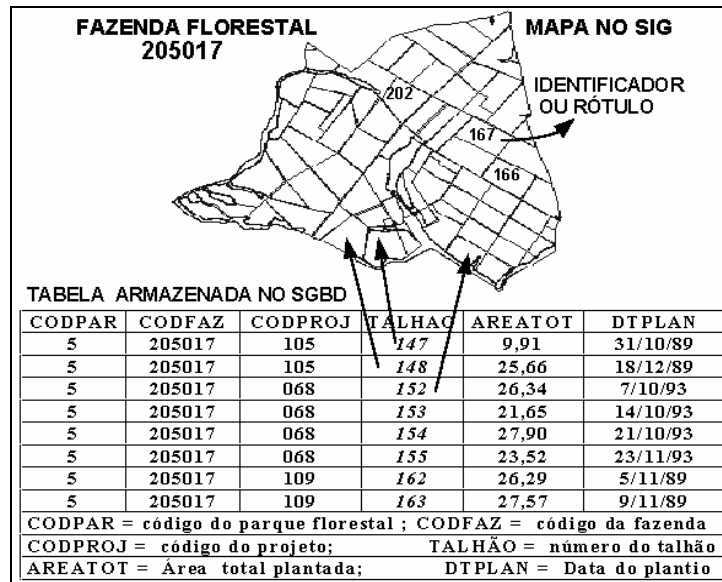 FAZENDA FLORESTAL
205017
MAPA NO SIG
IDENTIFICADOR
OU RÓTULO
202
167
166
TABELA ARMAZENADA NO SGBD
CODPAR CODFAZ CODPROJ TALHAO AREATOT DTPLAN
5 205017 105 147 9,91 31/10/89
5 205017 105 148 25,66 18/12/89
5 205017 068 152 26,34 7/10/93
5 205017 068 153 21,65 14/10/93
5 205017 068 154 27,90 21/10/93
5 205017 068 155 23,52 23/11/93
5 205017 109 162 26,29 5/11/89
5 205017 109 163 27,57 9/11/89
CODPAR = código do parque florestal ; CODFAZ = código da fazenda
CODPROJ = código do projeto; TALHÃO = número do talhão
AREATOT = Área total plantada; DTPLAN = Data do plantio